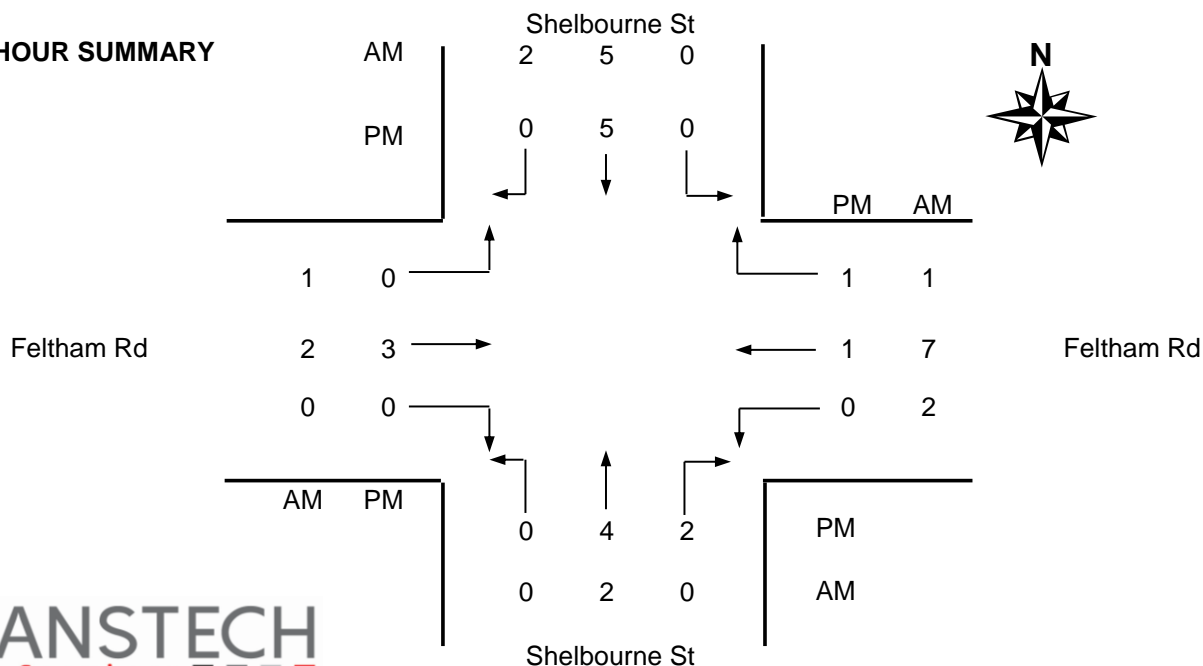 Shelbourne St
HOUR SUMMARY AM 2 5 0 N
PM 0 5 0
PM AM
1 0 1 1
Feltham Rd 2 3 1 7 Feltham Rd
0 0 0 2
AM PM
0 4 2 PM
0 2 0 AM
ANSTECH
Shelbourne St